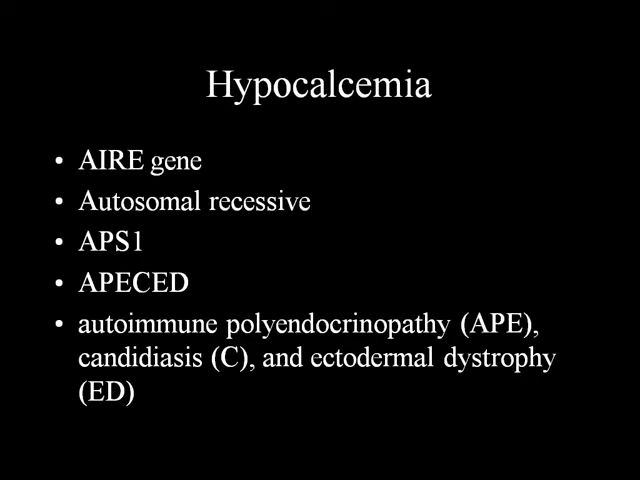 Hypocalcemia
• AIRE gene
• Autosomal recessive
• APS1
• APECED
• autoimmune polyendocrinopathy (APE),
candidiasis (C), and ectodermal dystrophy
(ED)